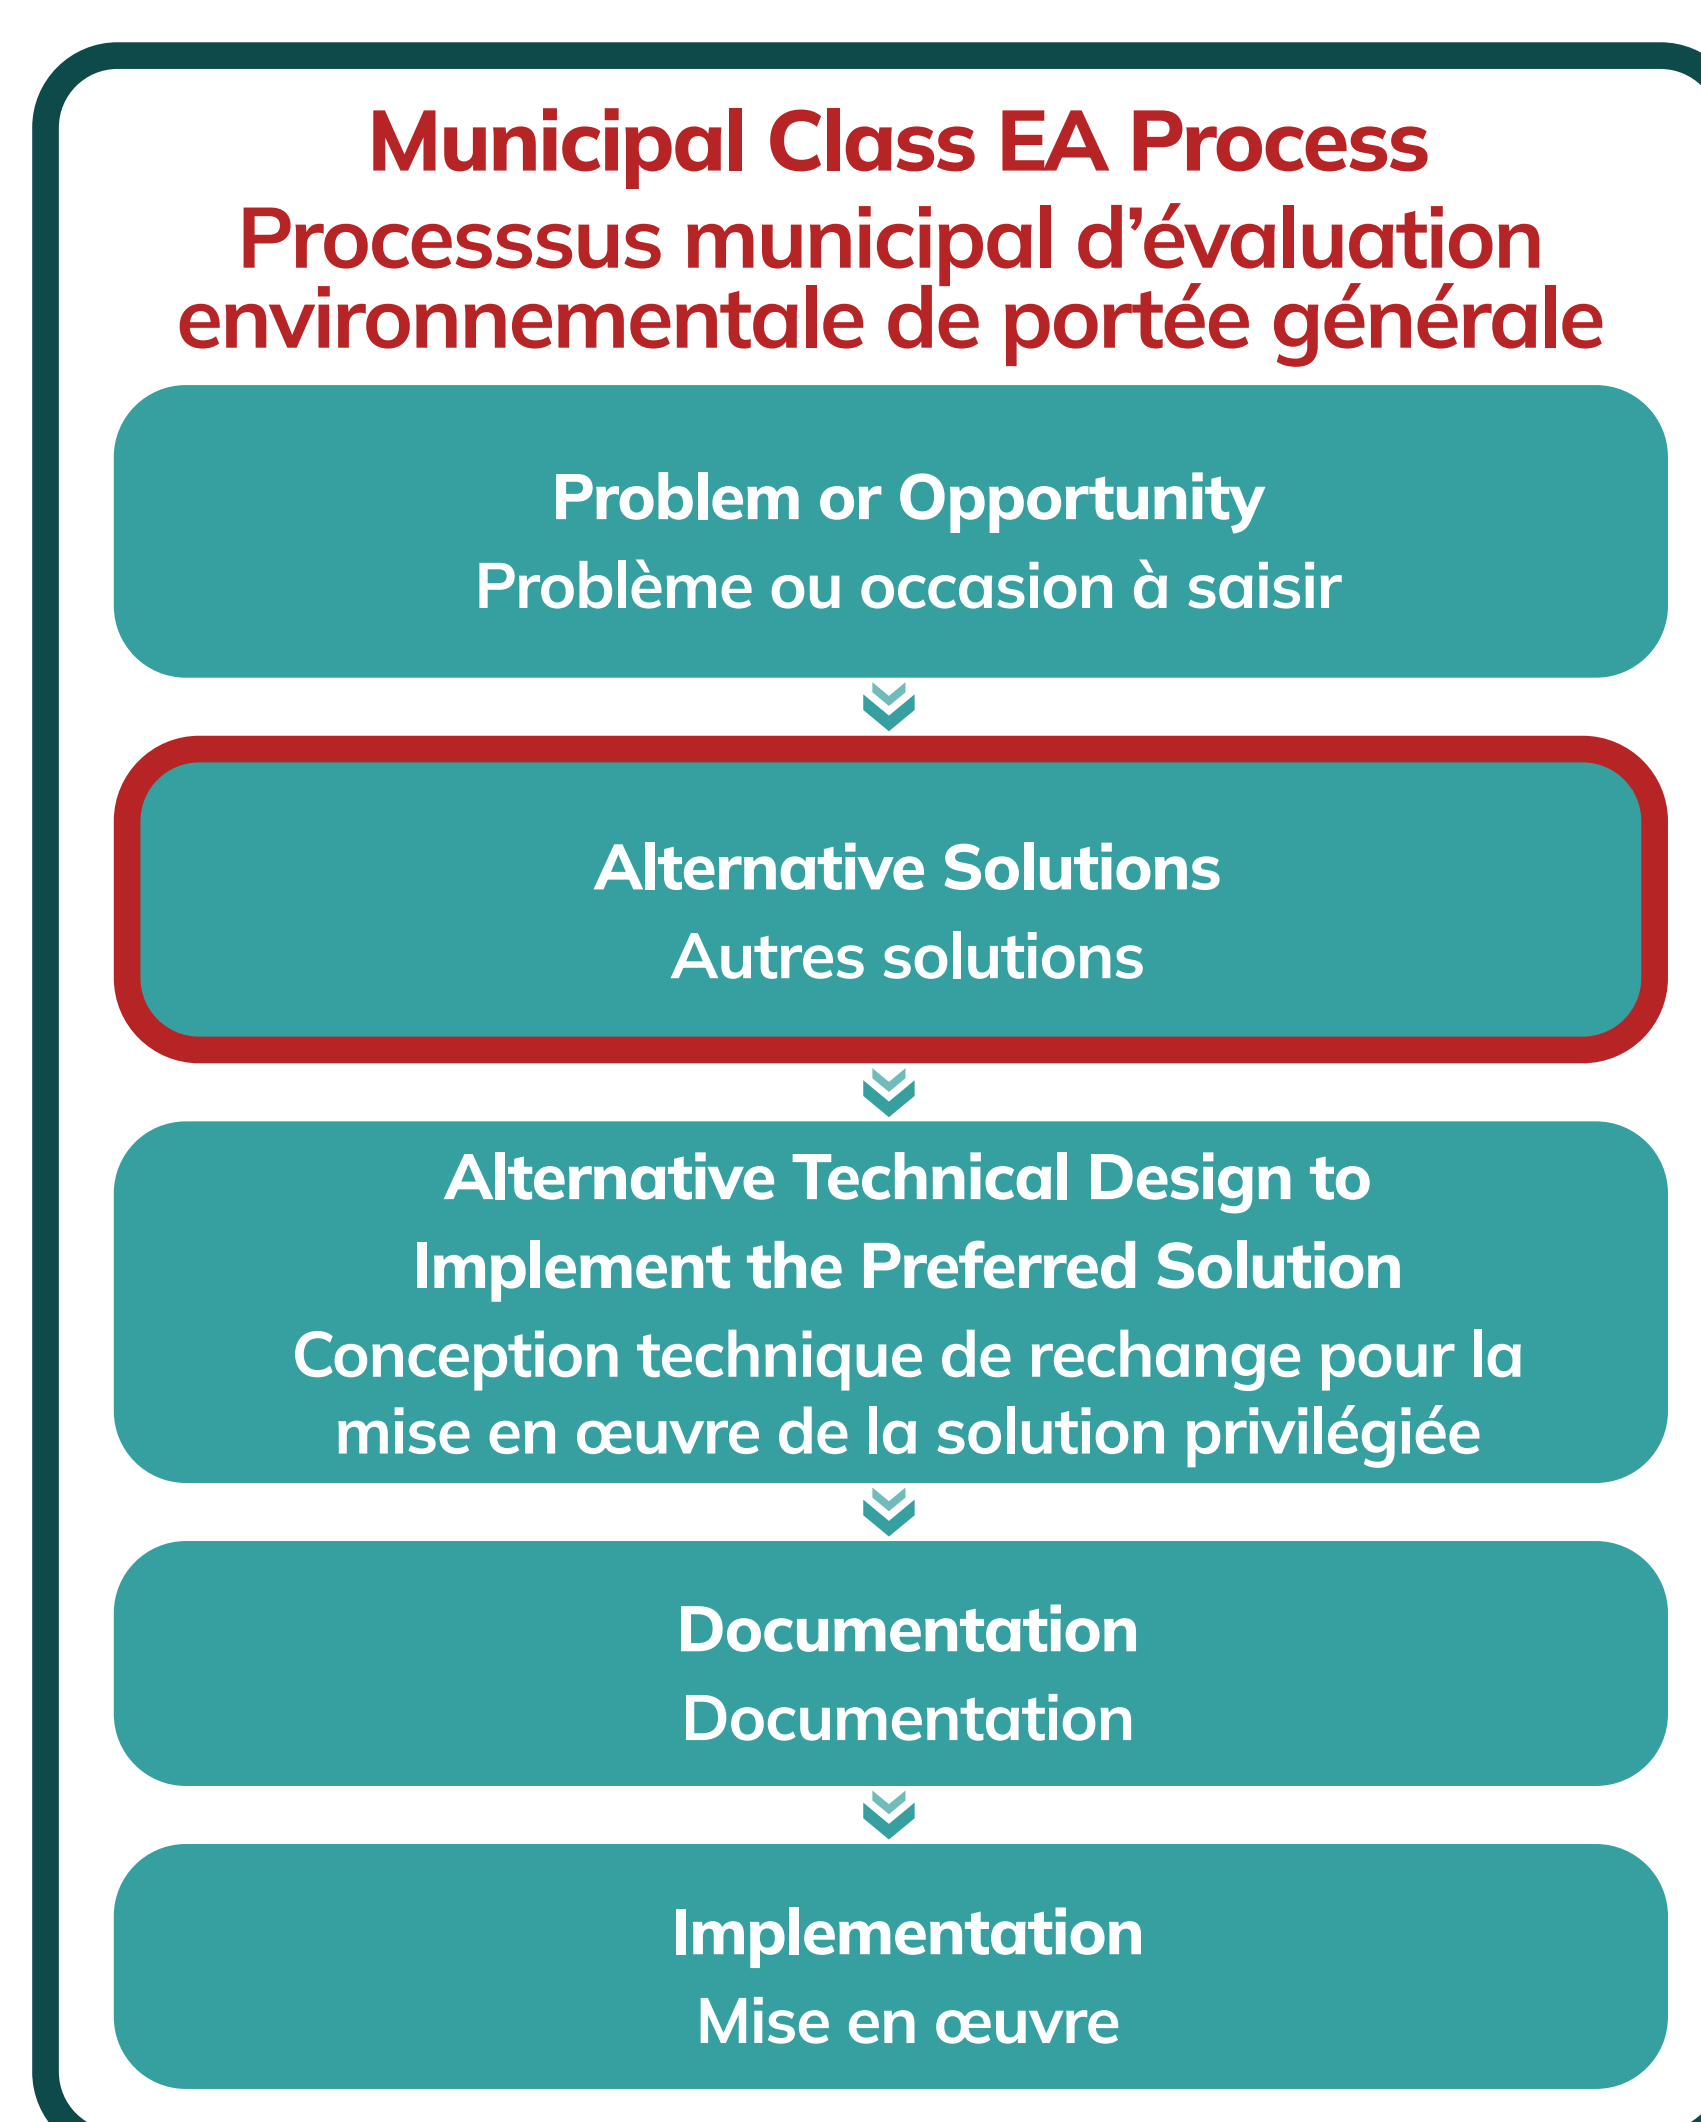 Municipal Class EA Process
Processsus municipal d’évaluation
environnementale de portée générale
Problem or Opportunity
Problème ou occasion à saisir
Alternative Solutions
Autres solutions
Alternative Technical Design to
Implement the Preferred Solution
Conception technique de rechange pour la
mise en œuvre de la solution privilégiée
Documentation
Documentation
Implementation
Mise en œuvre